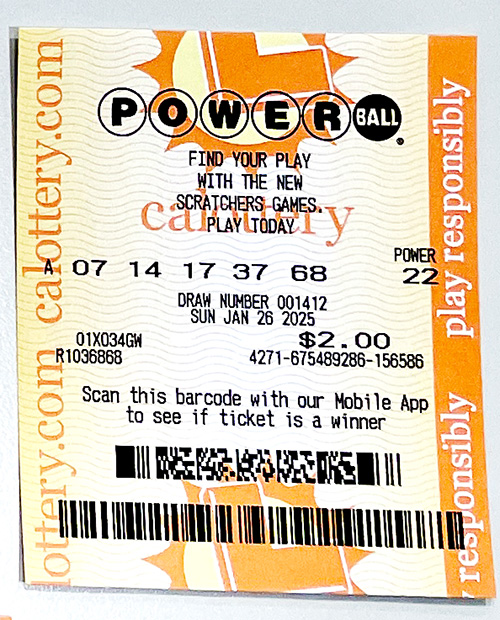 POWERBALL
FIND YOUR PLAY
WITH THE NEW
SCRATCHERS GAMES.
PLAY TODAY
calottery
A 07 14 17 37 68
POWER
22
DRAW NUMBER 001412
SUN JAN 26 2025
01X034GW
$2.00
R1036868
4271-675489286-156586
Scan this barcode with our Mobile App
to see if ticket is a winner
calottery.com
lottery.com
play responsibly
responsibly